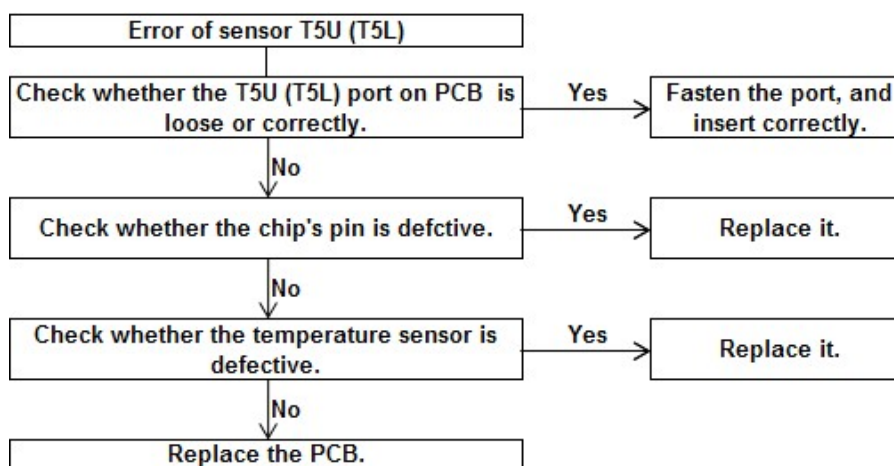 Error of sensor T5U (T5L)
Check whether the T5U (T5L) port on PCB is
loose or correctly.
Yes
Fasten the port, and
insert correctly.
No
Check whether the chip's pin is defctive.
Yes
Replace it.
No
Check whether the temperature sensor is
defective.
Yes
Replace it.
No
Replace the PCB.